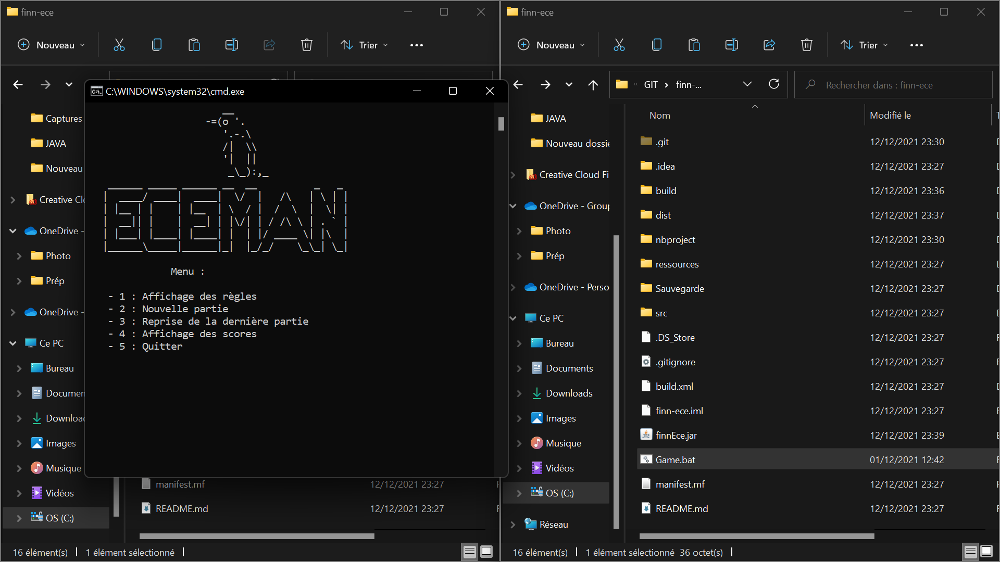 finn-ece
Nouveau
Trier
Captures
JAVA
Nouveau
Creative Clo
OneDrive -
Photo
Prép
OneDrive -
Ce PC
Bureau
Documen
Downloa
Images
Musique
Vidéos
OS (C:)
manifest.mf 12/12/2021 23:27
README.md 12/12/2021 23:27
16 élément(s) 1 élément sélectionné
C:\WINDOWS\system32\cmd.exe
ECEMAN
Menu :
- 1 : Affichage des règles
- 2 : Nouvelle partie
- 3 : Reprise de la dernière partie
- 4 : Affichage des scores
- 5 : Quitter
finn-ece
Nouveau
Trier
« GIT > finn-...
Rechercher dans : finn-ece
JAVA
Nouveau dossie
Creative Cloud Fi
OneDrive - Group
Photo
Prép
OneDrive - Perso
Ce PC
Bureau
Documents
Downloads
Images
Musique
Vidéos
OS (C:)
Réseau
Nom Modifié le
.git 12/12/2021 23:30
.idea 12/12/2021 23:27
build 12/12/2021 23:36
dist 12/12/2021 23:37
nbproject 12/12/2021 23:30
ressources 12/12/2021 23:27
Sauvegarde 12/12/2021 23:27
src 12/12/2021 23:27
.DS_Store 12/12/2021 23:27
.gitignore 12/12/2021 23:27
build.xml 12/12/2021 23:27
finn-ece.iml 12/12/2021 23:27
finnEce.jar 12/12/2021 23:39
Game.bat 01/12/2021 12:42
manifest.mf 12/12/2021 23:27
README.md 12/12/2021 23:27
16 élément(s) 1 élément sélectionné 36 octet(s)